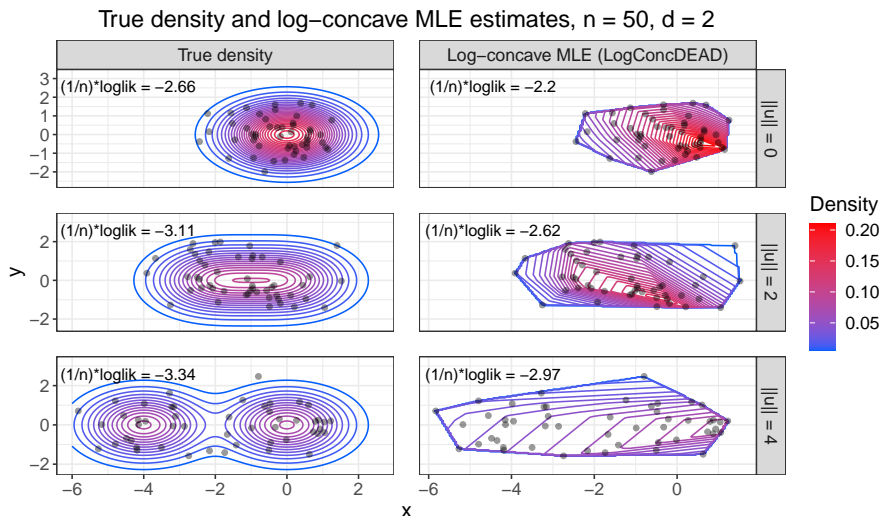 True density and log−concave MLE estimates, n = 50, d = 2
True density
Log−concave MLE (LogConcDEAD)
(1/n)*loglik = −2.66
(1/n)*loglik = −2.2
||u|| = 0
3
2
1
0
−1
−2
(1/n)*loglik = −3.11
(1/n)*loglik = −2.62
||u|| = 2
2
0
−2
(1/n)*loglik = −3.34
(1/n)*loglik = −2.97
||u|| = 4
2
0
−2
−6 −4 −2 0
−6 −4 −2 0
x
y
Density
0.20
0.15
0.10
0.05